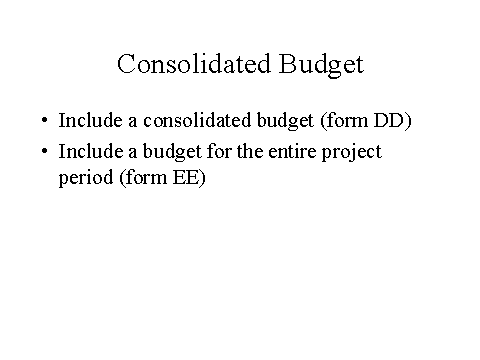 Consolidated Budget
• Include a consolidated budget (form DD)
• Include a budget for the entire project
period (form EE)